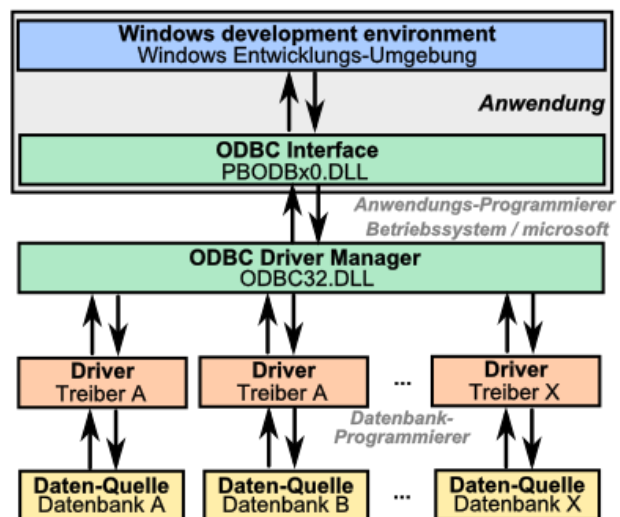 Windows development environment
Windows Entwicklungs-Umgebung
Anwendung
ODBC Interface
PBODBx0.DLL
Anwendungs-Programmierer
Betriebssystem / microsoft
ODBC Driver Manager
ODBC32.DLL
Driver
Treiber A
Driver
Treiber A
...
Driver
Treiber X
Datenbank-
Programmierer
Daten-Quelle
Datenbank A
Daten-Quelle
Datenbank B
...
Daten-Quelle
Datenbank X